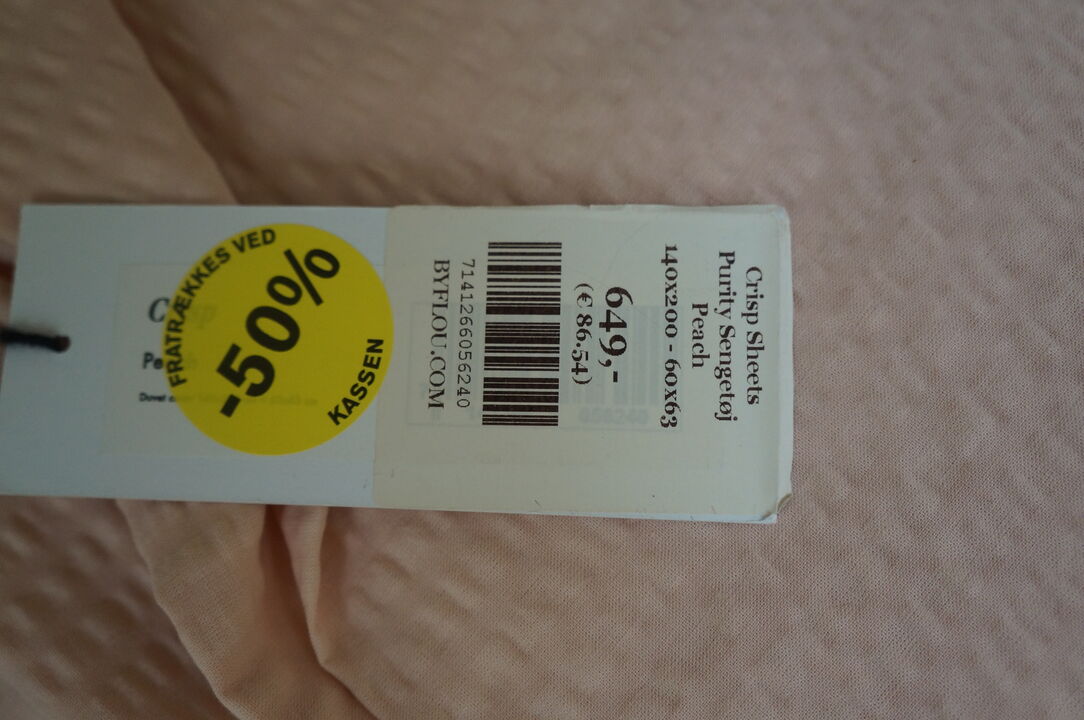 Crisp Sheets
Purity Sengetøj
Peach
140x200 - 60x63
649,-
(€ 86.54)
7141266056240
BYFLOU.COM
FRATRÆKKES VED
-50%
KASSEN